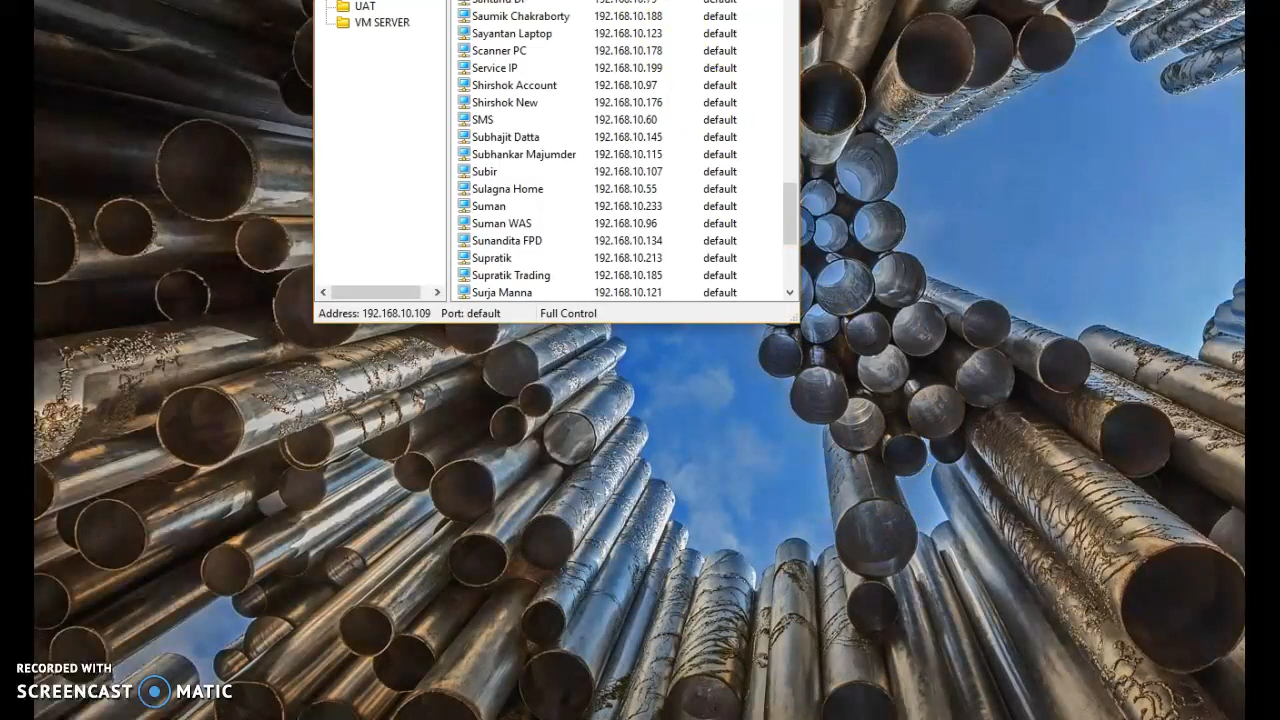 UAT
VM SERVER
Saumik Chakraborty 192.168.10.188
Sayantan Laptop 192.168.10.123 default
Scanner PC 192.168.10.178 default
Service IP 192.168.10.199 default
Shirshok Account 192.168.10.97 default
Shirshok New 192.168.10.176 default
SMS 192.168.10.60 default
Subhajit Datta 192.168.10.145 default
Subhankar Majumder 192.168.10.115 default
Subir 192.168.10.107 default
Sulagna Home 192.168.10.55 default
Suman 192.168.10.233 default
Suman WAS 192.168.10.96 default
Sunandita FPD 192.168.10.134 default
Supratik 192.168.10.213 default
Supratik Trading 192.168.10.185 default
Surja Manna 192.168.10.121 default
Address: 192.168.10.109 Port: default Full Control
RECORDED WITH
SCREENCAST MATIC